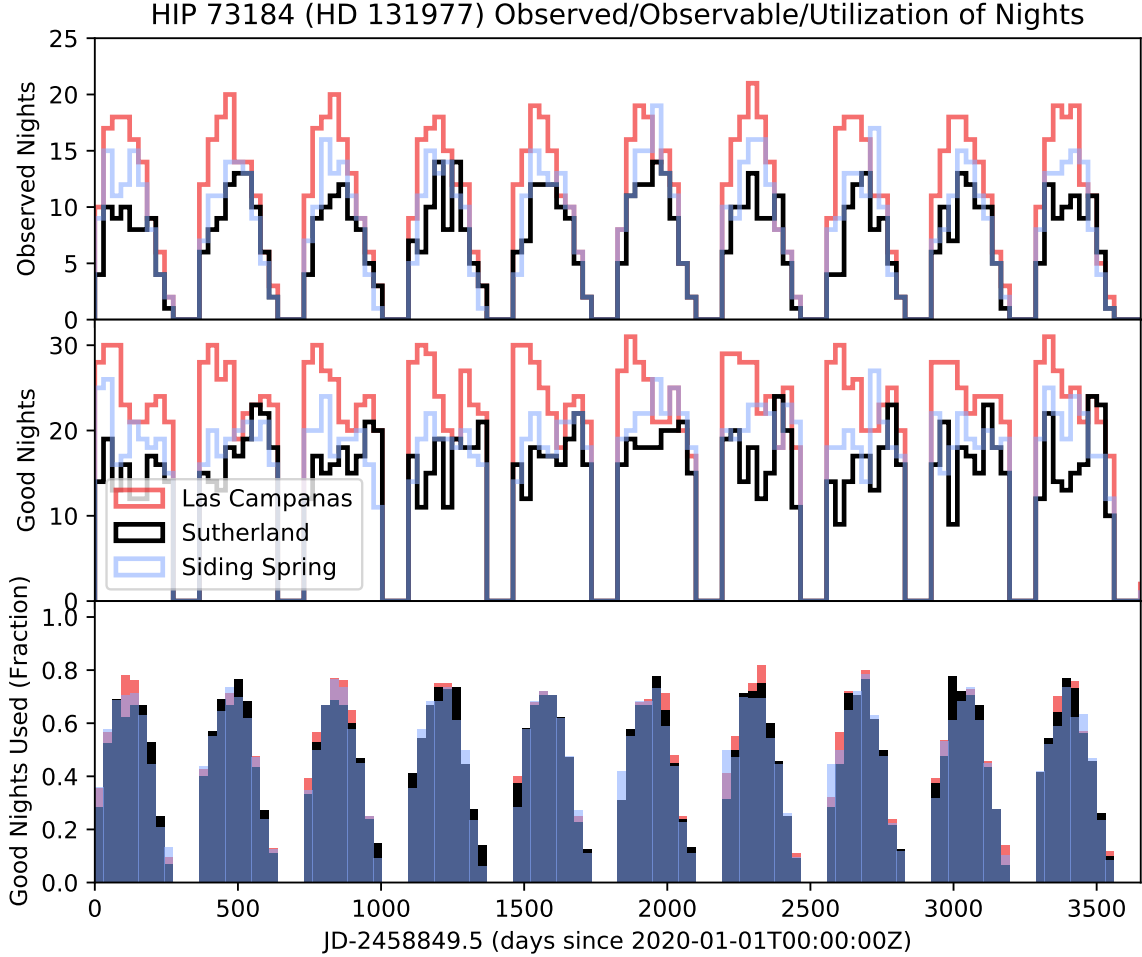 HIP 73184 (HD 131977) Observed/Observable/Utilization of Nights
25
20
15
10
5
0
Observed Nights
30
20
10
0
Good Nights
Las Campanas
Sutherland
Siding Spring
1.0
0.8
0.6
0.4
0.2
0.0
Good Nights Used (Fraction)
0 500 1000 1500 2000 2500 3000 3500
JD-2458849.5 (days since 2020-01-01T00:00:00Z)